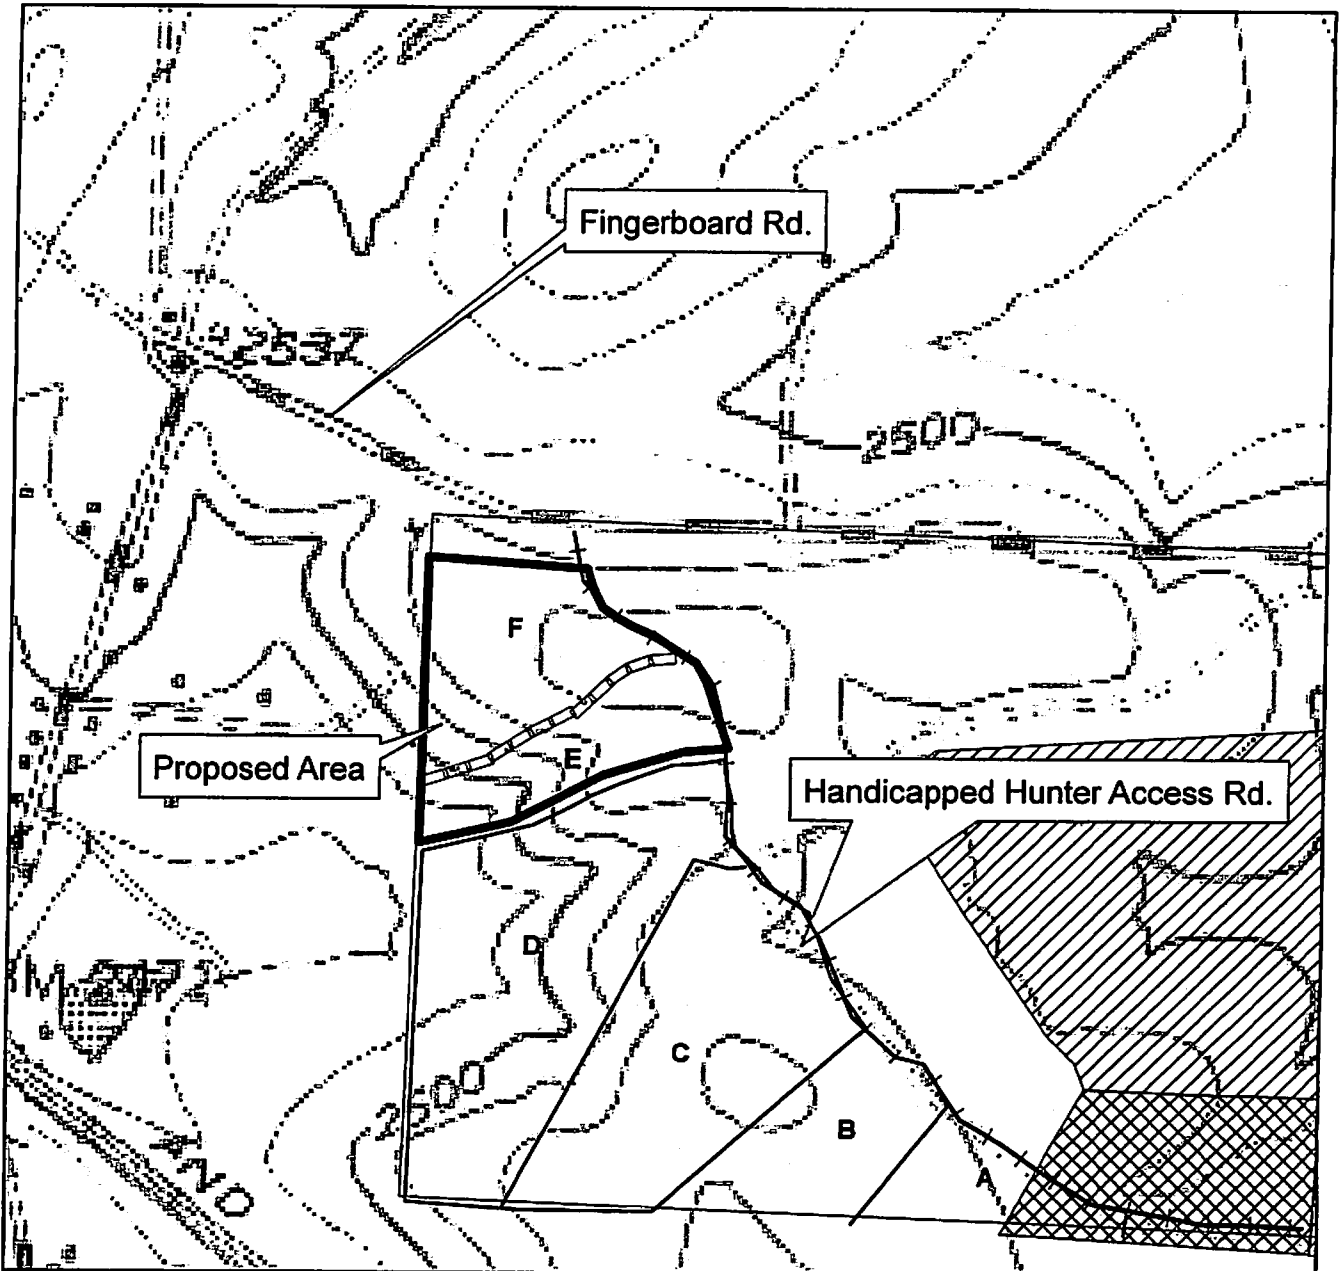 Fingerboard Rd.
2537
2500
F
E
Proposed Area
Handicapped Hunter Access Rd.
D
C
2500
B
A